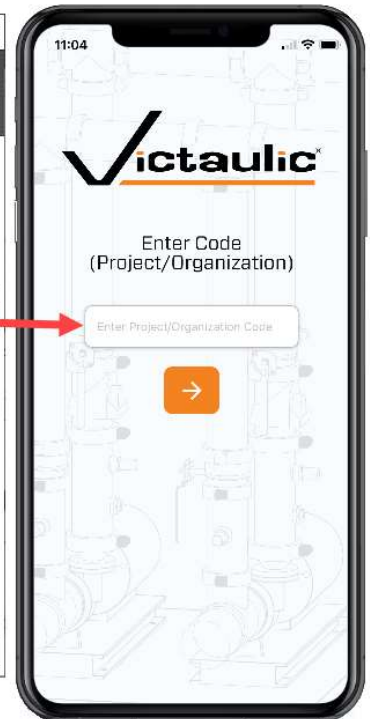 11:04
Victaulic
Enter Code
(Project/Organization)
Enter Project/Organization Code